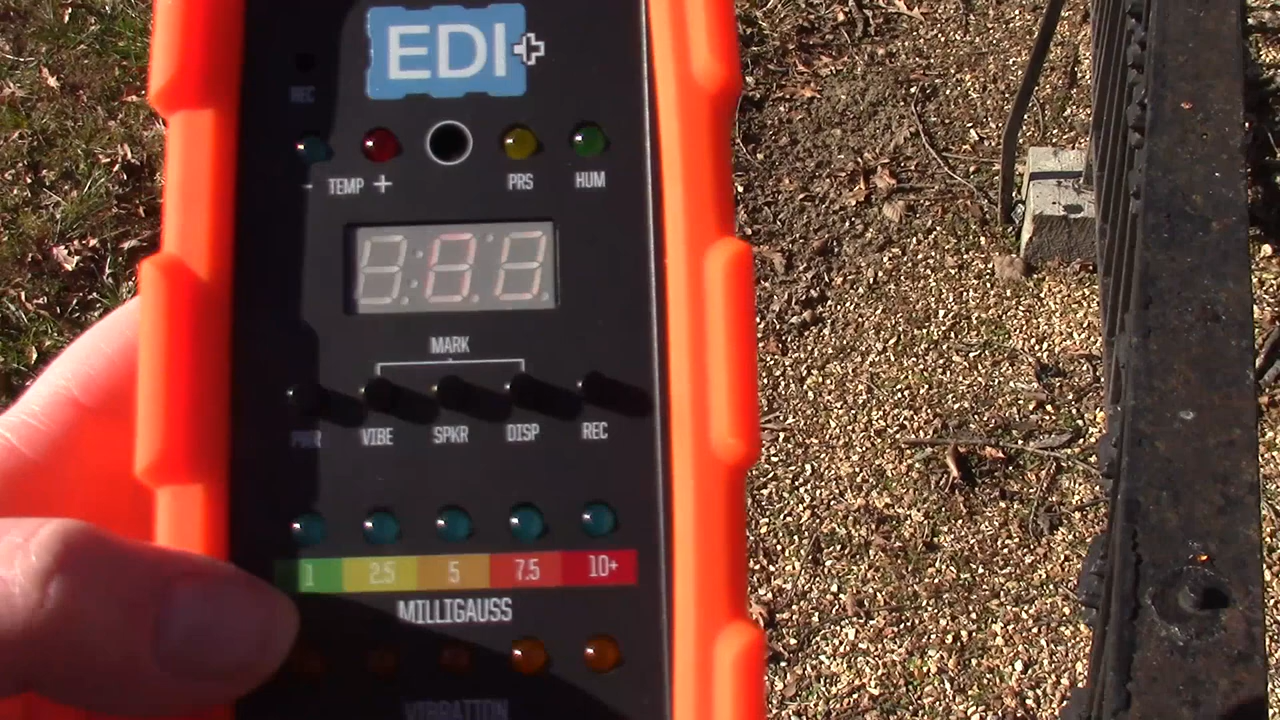 EDI+
REC
- TEMP + PRS HUM
MARK
PWR VIBE SPKR DISP REC
1 2.5 5 7.5 10+
MILLIGAUSS
VIBRATION